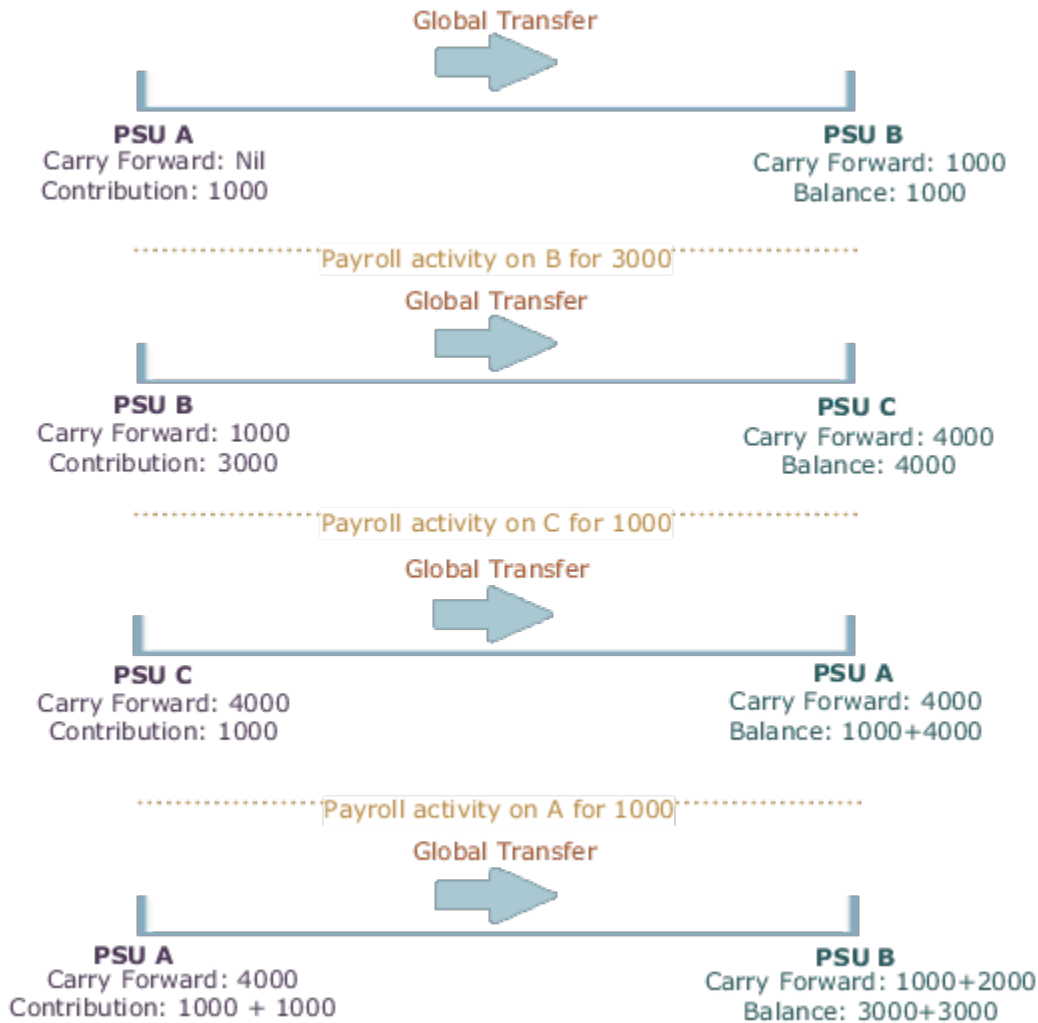 Global Transfer
PSU A
Carry Forward: Nil
Contribution: 1000
PSU B
Carry Forward: 1000
Balance: 1000
Payroll activity on B for 3000
Global Transfer
PSU B
Carry Forward: 1000
Contribution: 3000
PSU C
Carry Forward: 4000
Balance: 4000
Payroll activity on C for 1000
Global Transfer
PSU C
Carry Forward: 4000
Contribution: 1000
PSU A
Carry Forward: 4000
Balance: 1000+4000
Payroll activity on A for 1000
Global Transfer
PSU A
Carry Forward: 4000
Contribution: 1000 + 1000
PSU B
Carry Forward: 1000+2000
Balance: 3000+3000